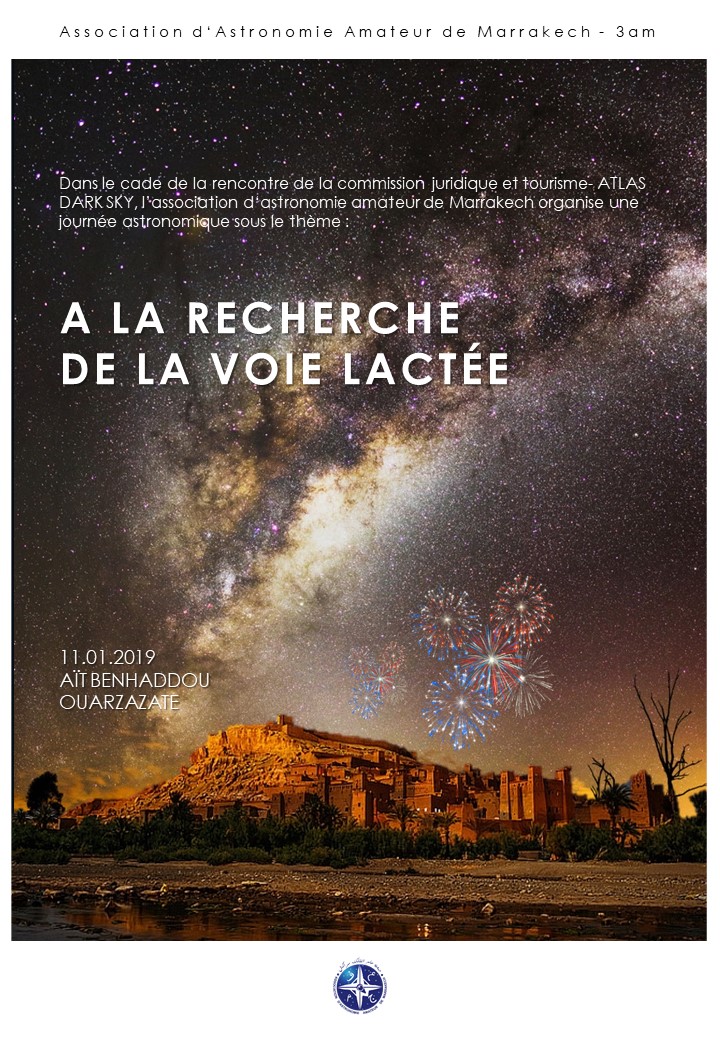 Association d'Astronomie Amateur de Marrakech - 3am
Dans le cade de la rencontre de la commission juridique et tourisme- ATLAS
DARK SKY, l'association d'astronomie amateur de Marrakech organise une
journée astronomique sous le thème :
A LA RECHERCHE
DE LA VOIE LACTÉE
11.01.2019
AÏT BENHADDOU
OUARZAZATE